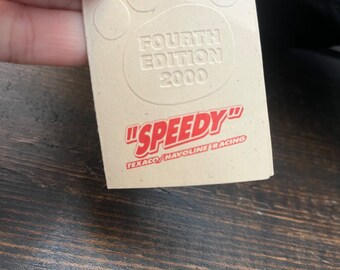 FOURTH
EDITION
2000
"SPEEDY"
TEXACO/HAVOLINE RACING